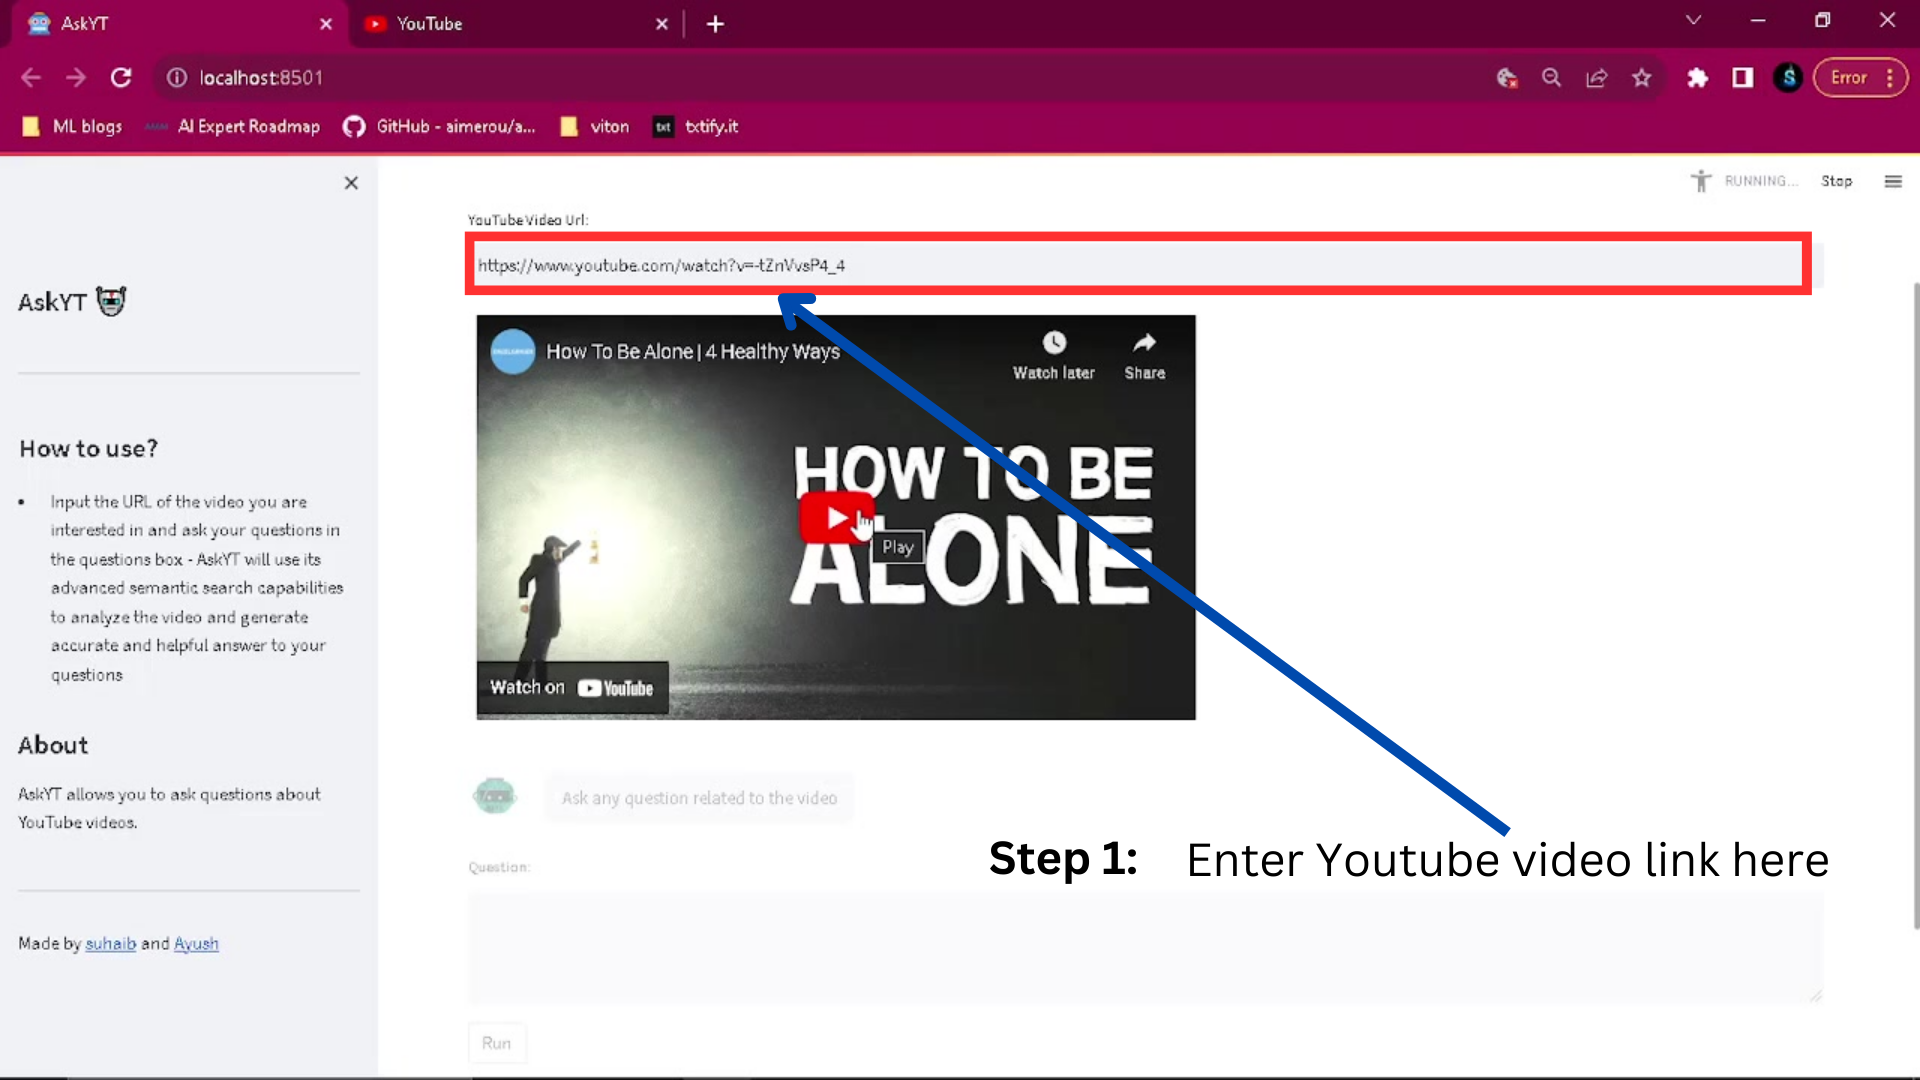 AskYT
YouTube
localhost:8501
Error
ML blogs
AI Expert Roadmap
GitHub - aimerou/a...
viton
txt
txtify.it
RUNNING...
Stop
AskYT
How to use?
• Input the URL of the video you are
interested in and ask your questions in
the questions box - AskYT will use its
advanced semantic search capabilities
to analyze the video and generate
accurate and helpful answer to your
questions
About
AskYT allows you to ask questions about
YouTube videos.
Made by suhaib and Ayush
YouTube Video Url:
https://www.youtube.com/watch?v=-tZnVvsP4_4
How To Be Alone | 4 Healthy Ways
Watch later
Share
HOW TO BE
ALONE
Play
Watch on YouTube
Ask any question related to the video
Step 1: Enter Youtube video link here
Question:
Run